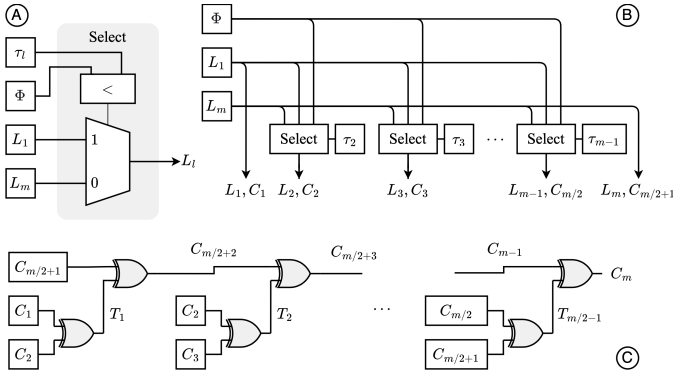 A
Select
τ_l
Φ
<
L_1
1
L_m
0
L_l
B
Φ
L_1
L_m
Select τ_2 Select τ_3 ... Select τ_{m−1}
L_1, C_1 L_2, C_2 L_3, C_3 L_{m−1}, C_{m/2} L_m, C_{m/2+1}
C_{m/2+2} C_{m/2+3} C_{m−1}
C_{m/2+1} C_m
C_1 T_1 C_2 T_2 ... C_{m/2} T_{m/2−1}
C_2 C_3 C_{m/2+1}
C